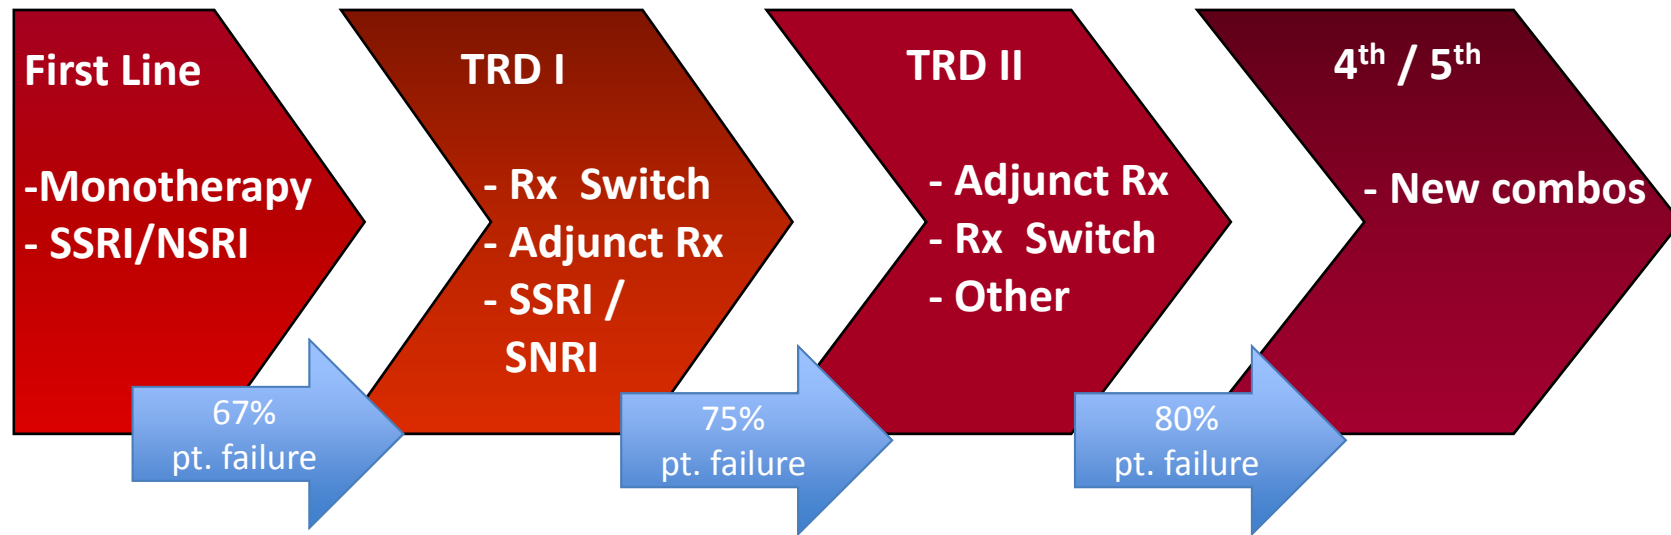 First Line
-Monotherapy
- SSRI/NSRI
67%
pt. failure
TRD I
- Rx  Switch
- Adjunct Rx
- SSRI /
SNRI
75%
pt. failure
TRD II
- Adjunct Rx
- Rx  Switch
- Other
80%
pt. failure
4th / 5th
- New combos